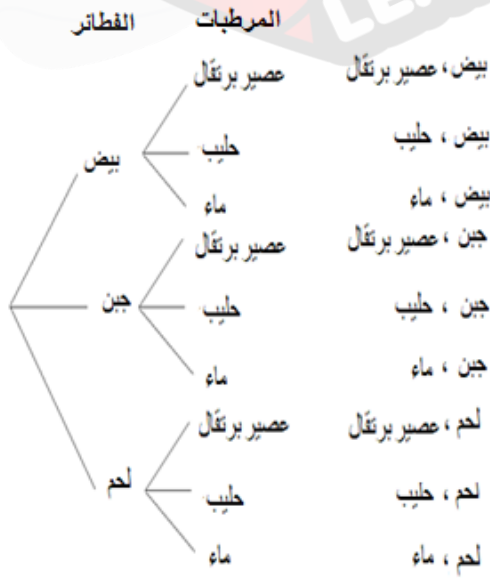 الفطائر المرطبات
عصير برتقال بيض، عصير برتقال
حليب بيض ، حليب
بيض
ماء بيض ، ماء
عصير برتقال جبن ، عصير برتقال
جبن حليب جبن ، حليب
ماء جبن ، ماء
عصير برتقال لحم ، عصير برتقال
لحم حليب لحم ، حليب
ماء لحم ، ماء